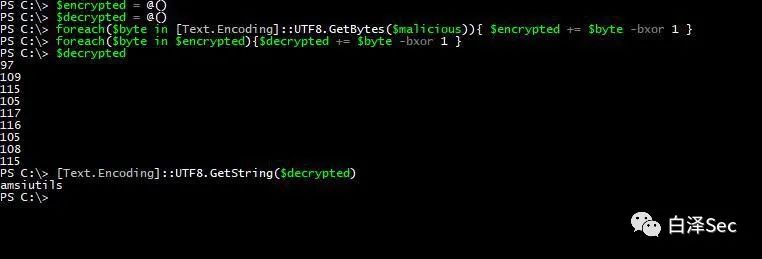 PS C:\> $encrypted = @()
PS C:\> $decrypted = @()
PS C:\> foreach($byte in [Text.Encoding]::UTF8.GetBytes($malicious)){ $encrypted += $byte -bxor 1 }
PS C:\> foreach($byte in $encrypted){$decrypted += $byte -bxor 1 }
PS C:\> $decrypted
97
109
115
105
117
116
105
108
115
PS C:\> [Text.Encoding]::UTF8.GetString($decrypted)
amsiutils
PS C:\>
白泽Sec